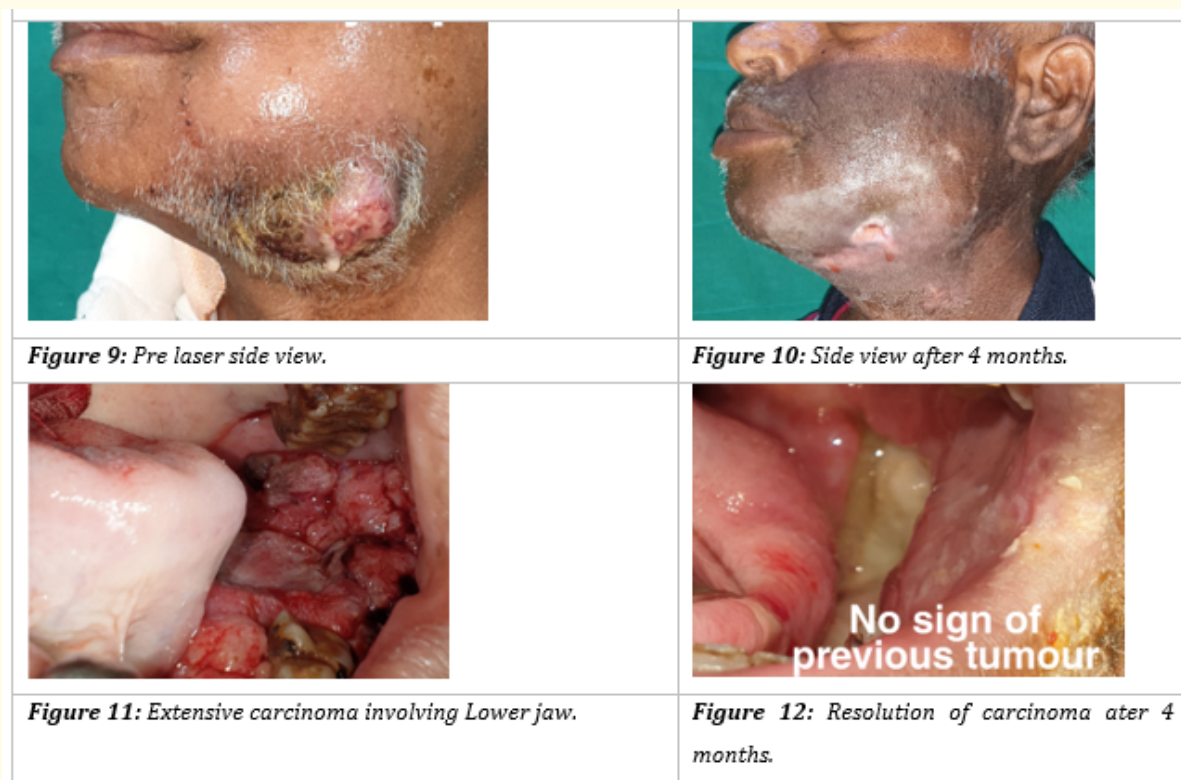 Figure 9: Pre laser side view.
Figure 10: Side view after 4 months.
No sign of
previous tumour
Figure 11: Extensive carcinoma involving Lower jaw.
Figure 12: Resolution of carcinoma ater 4
months.